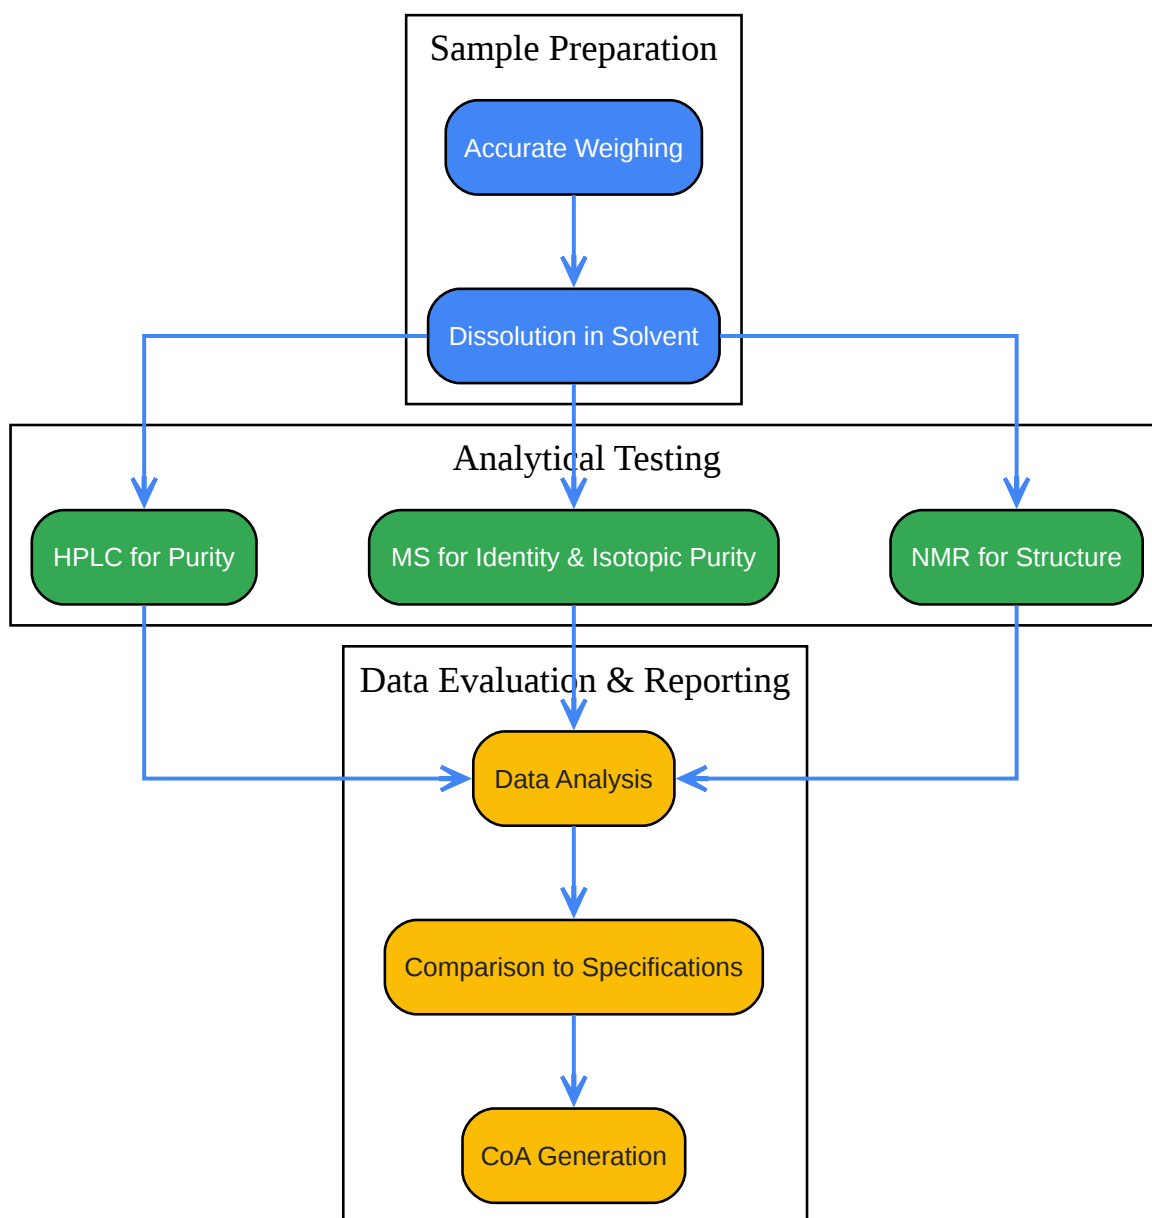 Sample Preparation
Accurate Weighing
Dissolution in Solvent
Analytical Testing
HPLC for Purity
MS for Identity & Isotopic Purity
NMR for Structure
Data Evaluation & Reporting
Data Analysis
Comparison to Specifications
CoA Generation